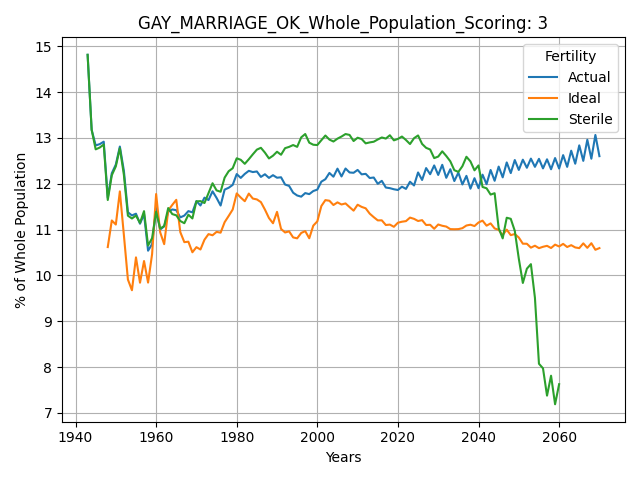 GAY_MARRIAGE_OK_Whole_Population_Scoring: 3
% of Whole Population
15
14
13
12
11
10
9
8
7
Fertility
Actual
Ideal
Sterile
1940 1960 1980 2000 2020 2040 2060
Years